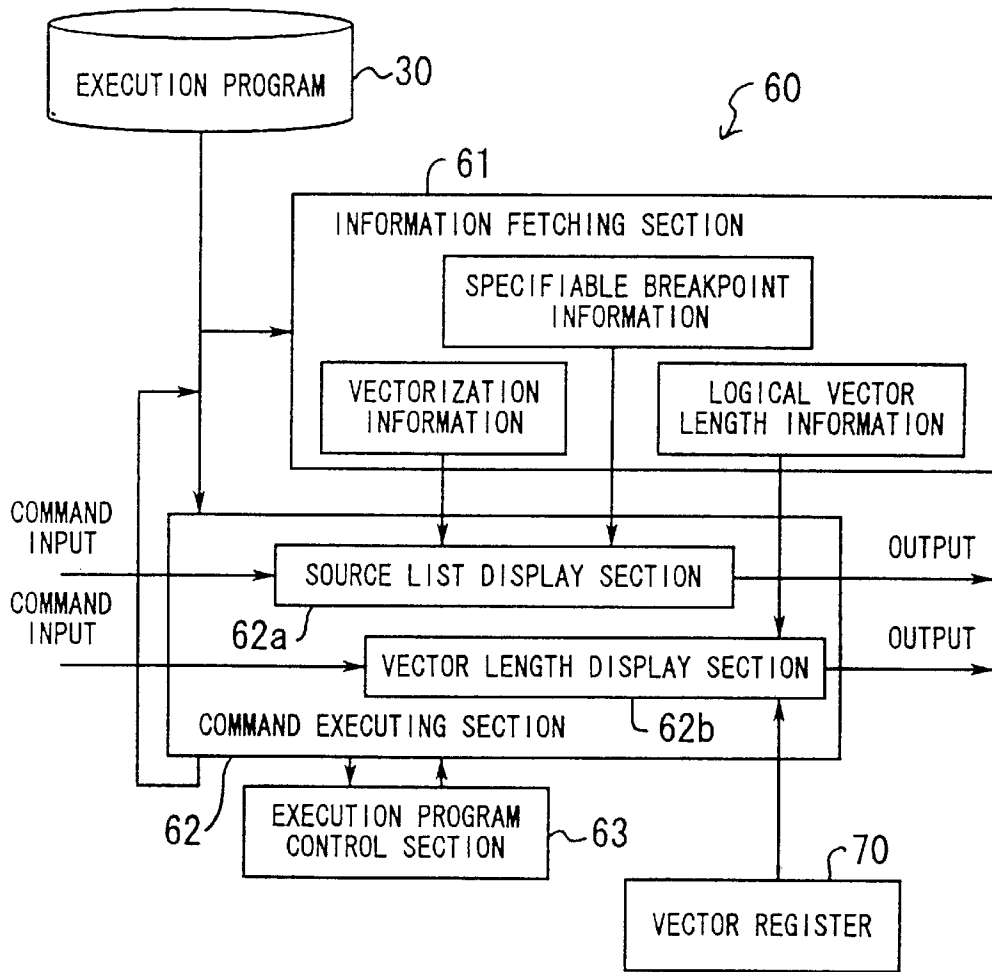 EXECUTION PROGRAM
30
60
61
INFORMATION FETCHING SECTION
SPECIFIABLE BREAKPOINT
INFORMATION
VECTORIZATION
INFORMATION
LOGICAL VECTOR
LENGTH INFORMATION
COMMAND
INPUT
SOURCE LIST DISPLAY SECTION
OUTPUT
62a
COMMAND
INPUT
VECTOR LENGTH DISPLAY SECTION
OUTPUT
62b
COMMAND EXECUTING SECTION
62
EXECUTION PROGRAM
CONTROL SECTION
63
70
VECTOR REGISTER